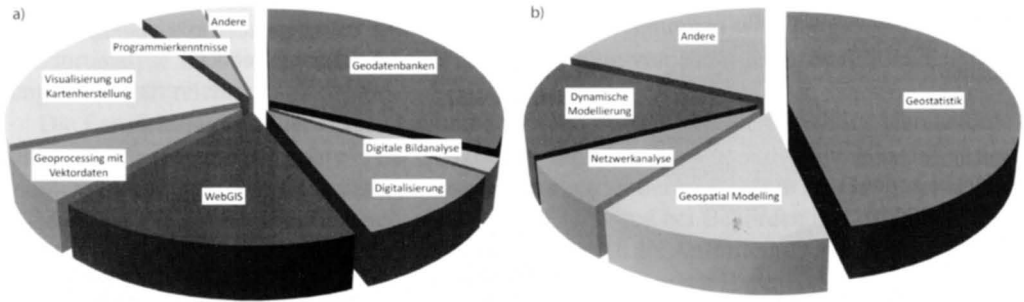 a)
Andere
Programmierkenntnisse
Visualisierung und
Kartenherstellung
Geodatenbanken
Digitale Bildanalyse
Geoprocessing mit
Vektordaten
Digitalisierung
WebGIS
b)
Andere
Dynamische
Modellierung
Geostatistik
Netzwerkanalyse
Geospatial Modelling